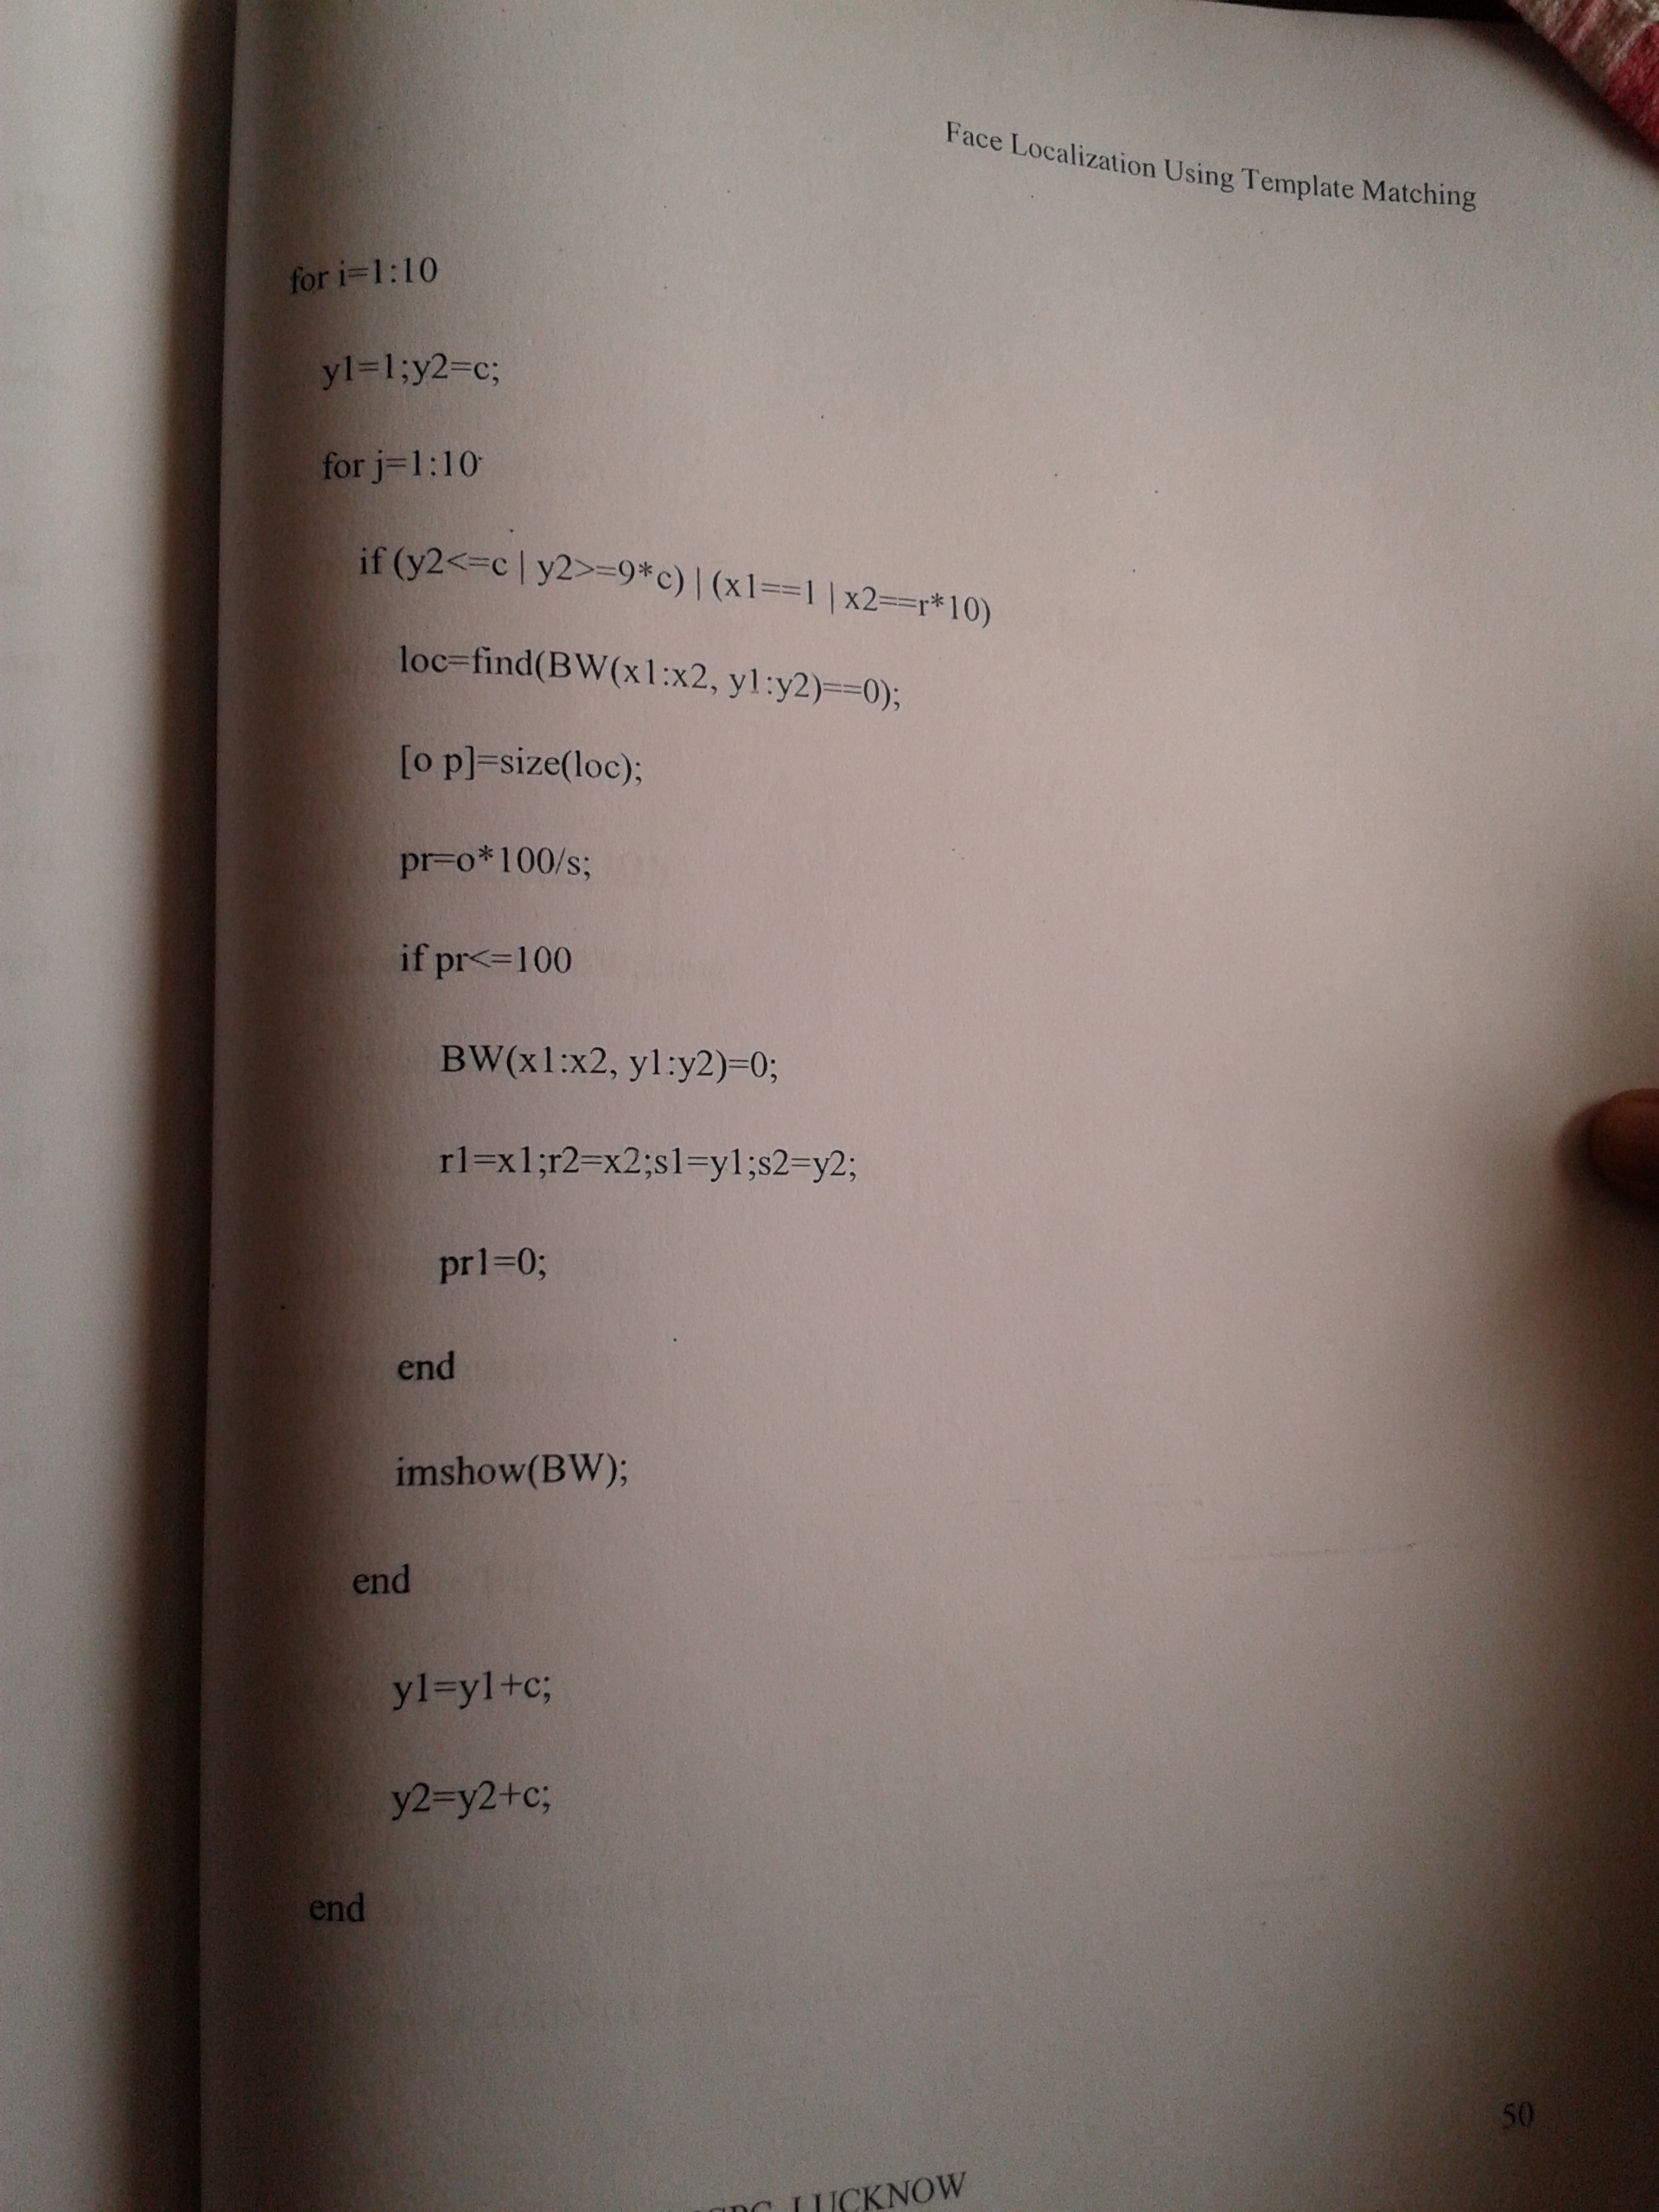 Face Localization Using Template Matching
for i=1:10
y1=1;y2=c;
for j=1:10
if (y2<=c | y2>=9*c) | (x1==1 | x2==r*10)
loc=find(BW(x1:x2, y1:y2)==0);
[o p]=size(loc);
pr=o*100/s;
if pr<=100
BW(x1:x2, y1:y2)=0;
r1=x1;r2=x2;s1=y1;s2=y2;
pr1=0;
end
imshow(BW);
end
y1=y1+c;
y2=y2+c;
end
50
LUCKNOW